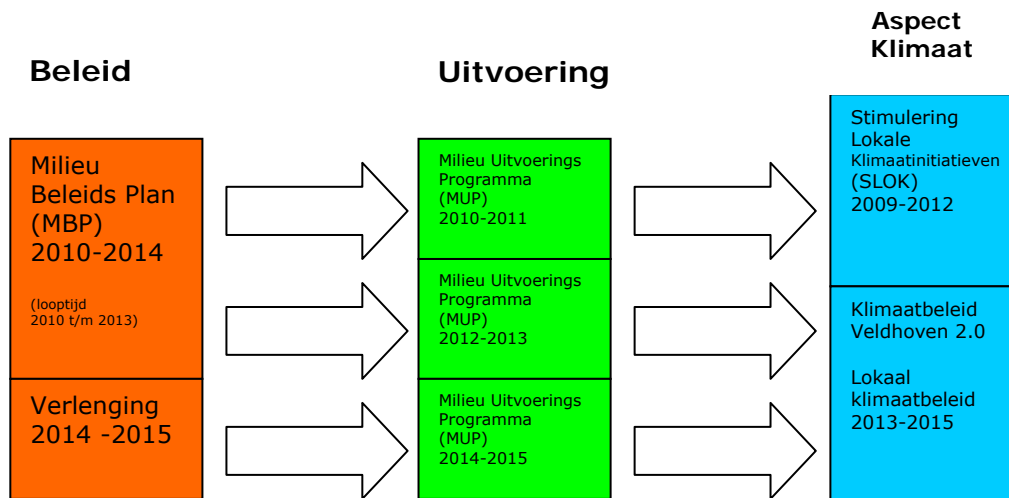 Beleid
Milieu
Beleids Plan
(MBP)
2010-2014
(looptijd
2010 t/m 2013)
Verlenging
2014 -2015
Uitvoering
Milieu Uitvoerings
Programma
(MUP)
2010-2011
Milieu Uitvoerings
Programma
(MUP)
2012-2013
Milieu Uitvoerings
Programma
(MUP)
2014-2015
Aspect
Klimaat
Stimulering
Lokale
Klimaatinitiatieven
(SLOK)
2009-2012
Klimaatbeleid
Veldhoven 2.0
Lokaal
klimaatbeleid
2013-2015